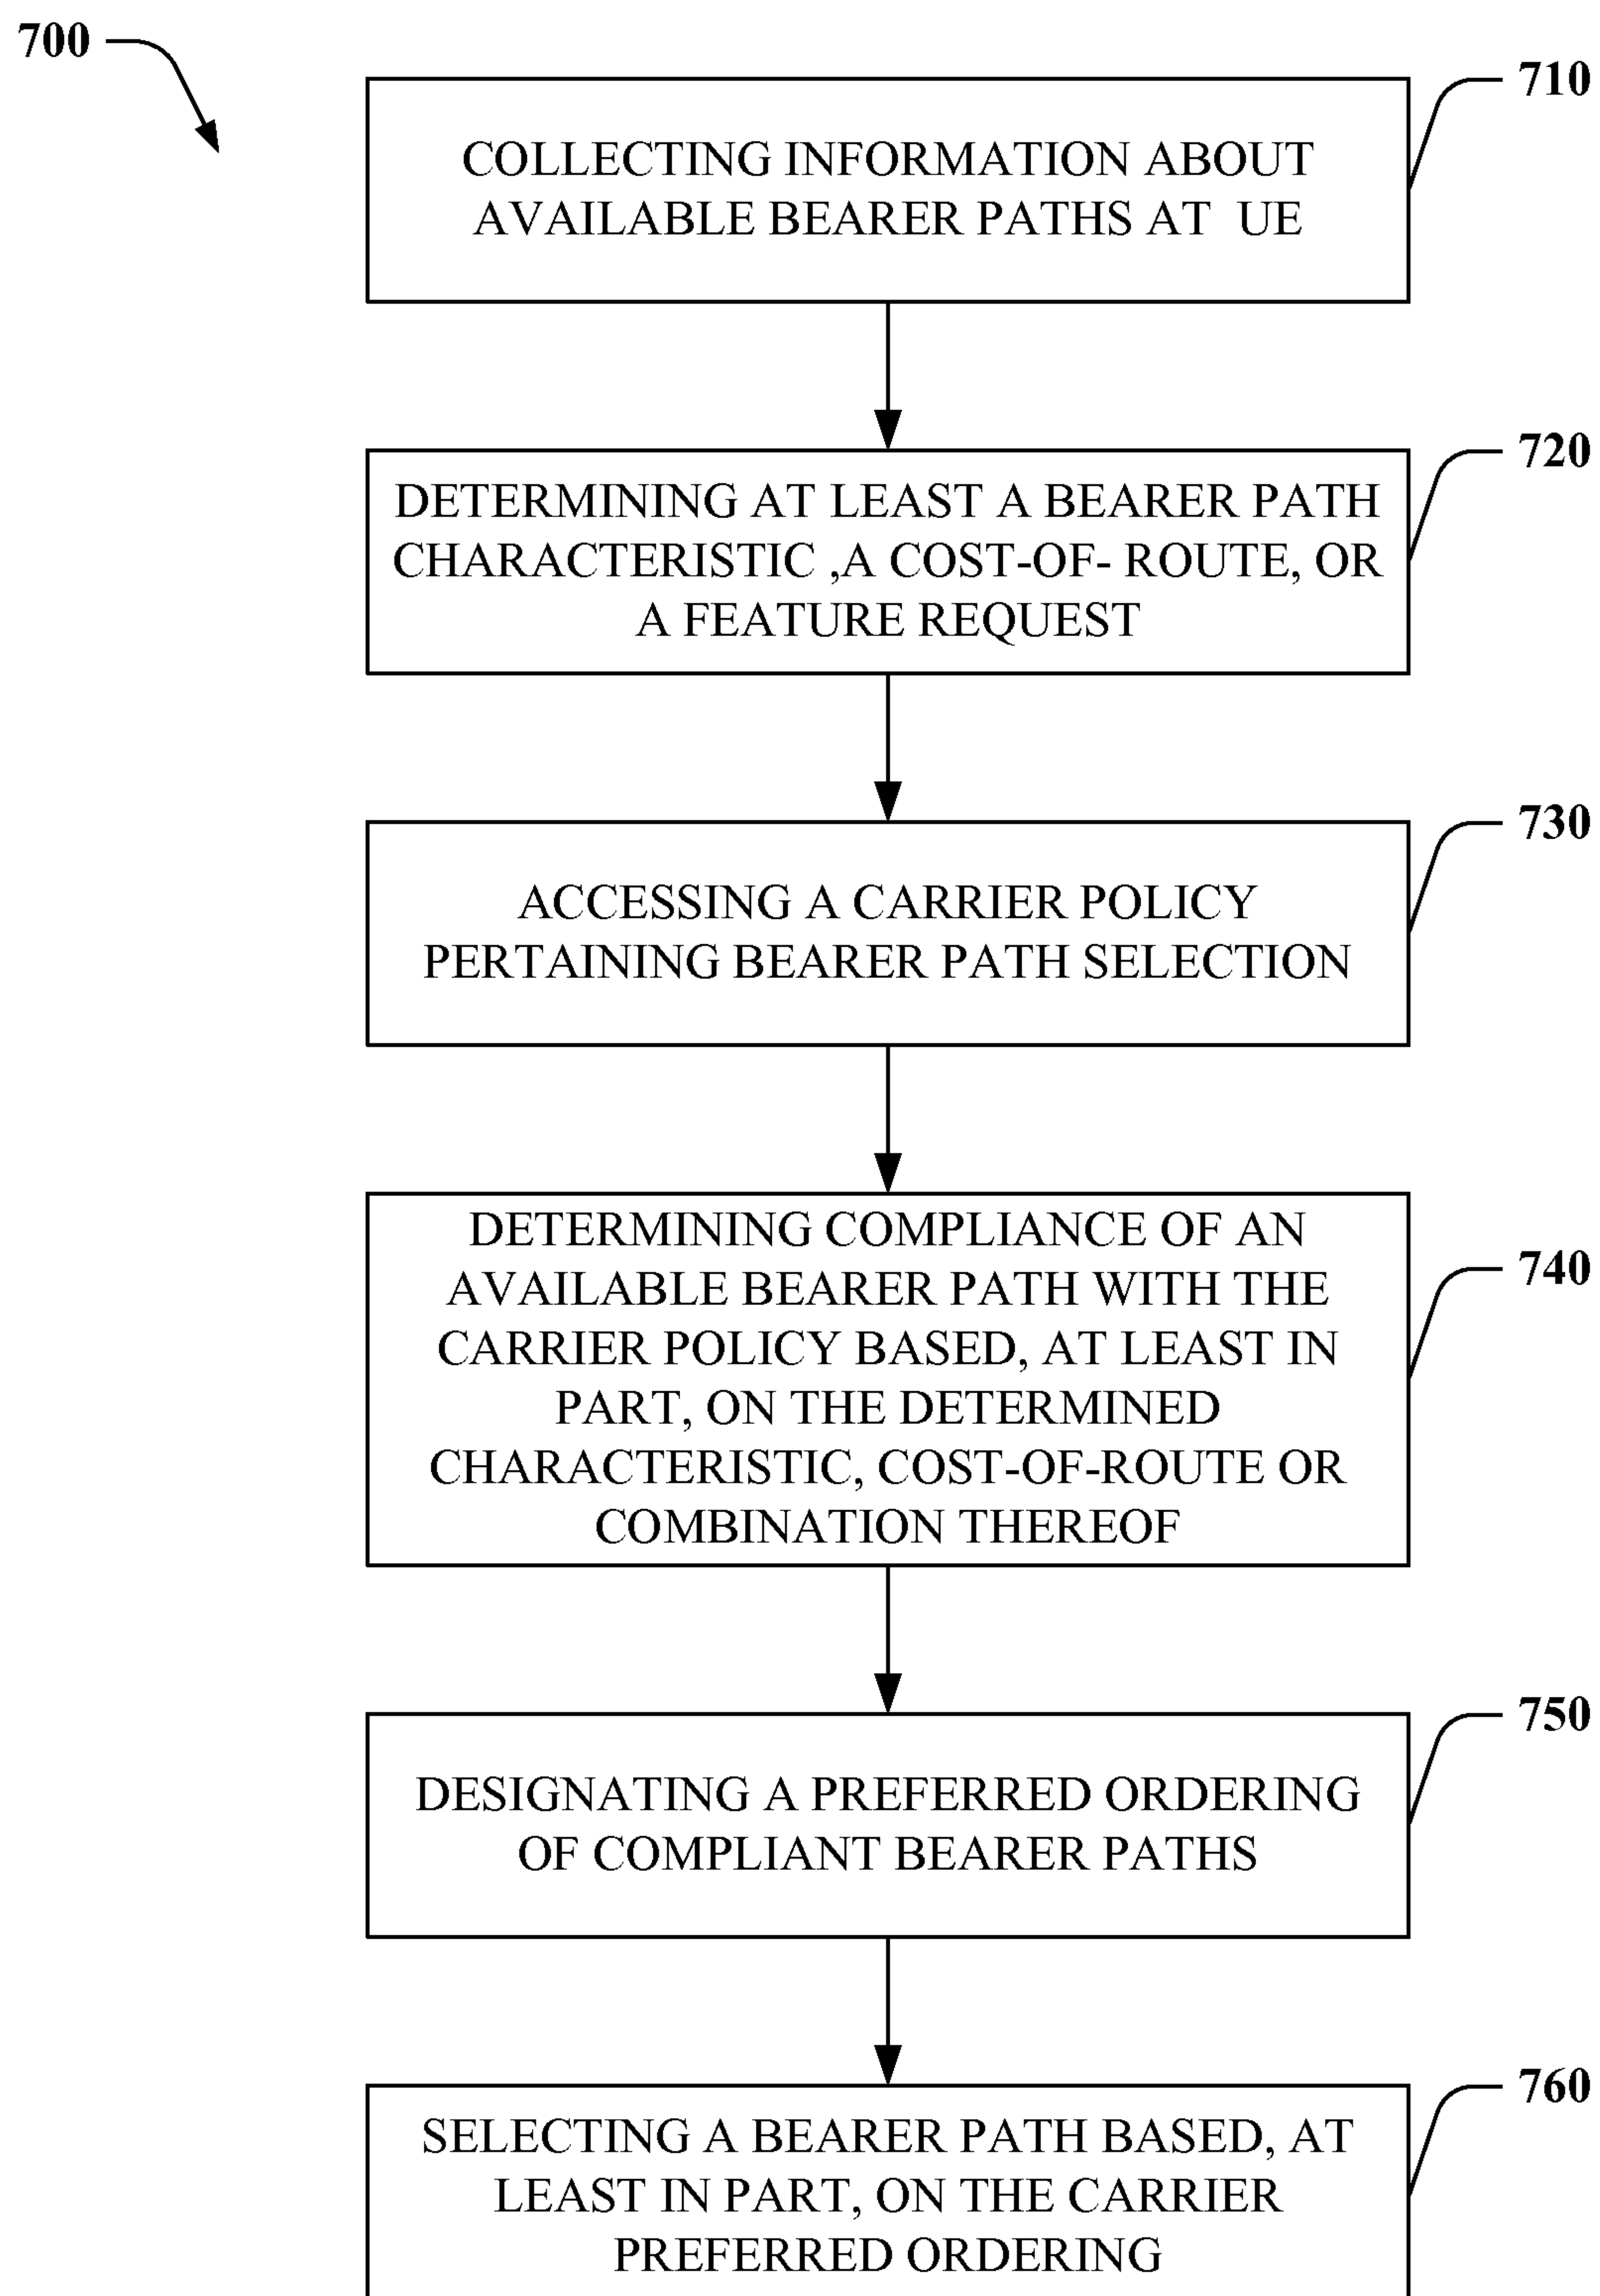 700
710
COLLECTING INFORMATION ABOUT
AVAILABLE BEARER PATHS AT UE
720
DETERMINING AT LEAST A BEARER PATH
CHARACTERISTIC ,A COST-OF- ROUTE, OR
A FEATURE REQUEST
730
ACCESSING A CARRIER POLICY
PERTAINING BEARER PATH SELECTION
740
DETERMINING COMPLIANCE OF AN
AVAILABLE BEARER PATH WITH THE
CARRIER POLICY BASED, AT LEAST IN
PART, ON THE DETERMINED
CHARACTERISTIC, COST-OF-ROUTE OR
COMBINATION THEREOF
750
DESIGNATING A PREFERRED ORDERING
OF COMPLIANT BEARER PATHS
760
SELECTING A BEARER PATH BASED, AT
LEAST IN PART, ON THE CARRIER
PREFERRED ORDERING